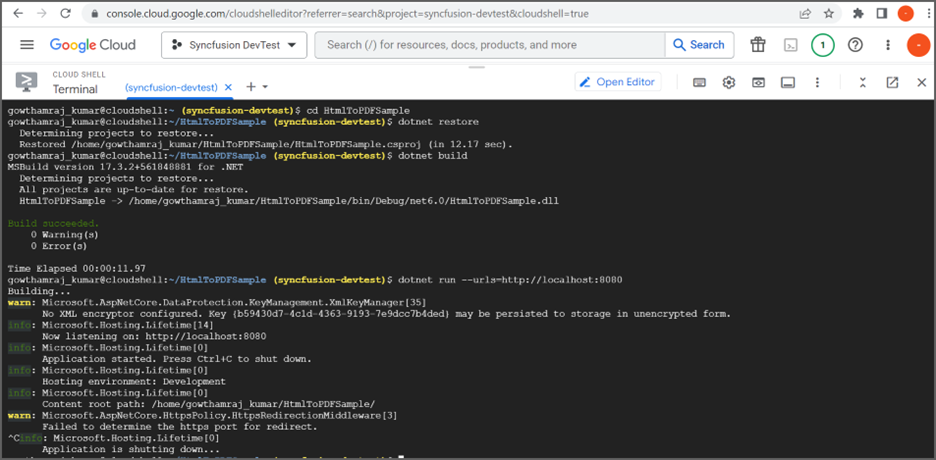 console.cloud.google.com/cloudshelleditor?referrer=search&project=syncfusion-devtest&cloudshell=true
Google Cloud
Syncfusion DevTest
Search (/) for resources, docs, products, and more
Search
1
CLOUD SHELL
Terminal
(syncfusion-devtest)
Open Editor
gowthamraj_kumar@cloudshell:~ (syncfusion-devtest)$ cd HtmlToPDFSample
gowthamraj_kumar@cloudshell:~/HtmlToPDFSample (syncfusion-devtest)$ dotnet restore
Determining projects to restore...
Restored /home/gowthamraj_kumar/HtmlToPDFSample/HtmlToPDFSample.csproj (in 12.17 sec).
gowthamraj_kumar@cloudshell:~/HtmlToPDFSample (syncfusion-devtest)$ dotnet build
MSBuild version 17.3.2+561848881 for .NET
Determining projects to restore...
All projects are up-to-date for restore.
HtmlToPDFSample -> /home/gowthamraj_kumar/HtmlToPDFSample/bin/Debug/net6.0/HtmlToPDFSample.dll
Build succeeded.
0 Warning(s)
0 Error(s)
Time Elapsed 00:00:11.97
gowthamraj_kumar@cloudshell:~/HtmlToPDFSample (syncfusion-devtest)$ dotnet run --urls=http://localhost:8080
Building...
warn: Microsoft.AspNetCore.DataProtection.KeyManagement.XmlKeyManager[35]
No XML encryptor configured. Key {b59430d7-4c1d-4363-9193-7e9dcc7b4ded} may be persisted to storage in unencrypted form.
info: Microsoft.Hosting.Lifetime[14]
Now listening on: http://localhost:8080
info: Microsoft.Hosting.Lifetime[0]
Application started. Press Ctrl+C to shut down.
info: Microsoft.Hosting.Lifetime[0]
Hosting environment: Development
info: Microsoft.Hosting.Lifetime[0]
Content root path: /home/gowthamraj_kumar/HtmlToPDFSample/
warn: Microsoft.AspNetCore.HttpsPolicy.HttpsRedirectionMiddleware[3]
Failed to determine the https port for redirect.
^Cinfo: Microsoft.Hosting.Lifetime[0]
Application is shutting down...